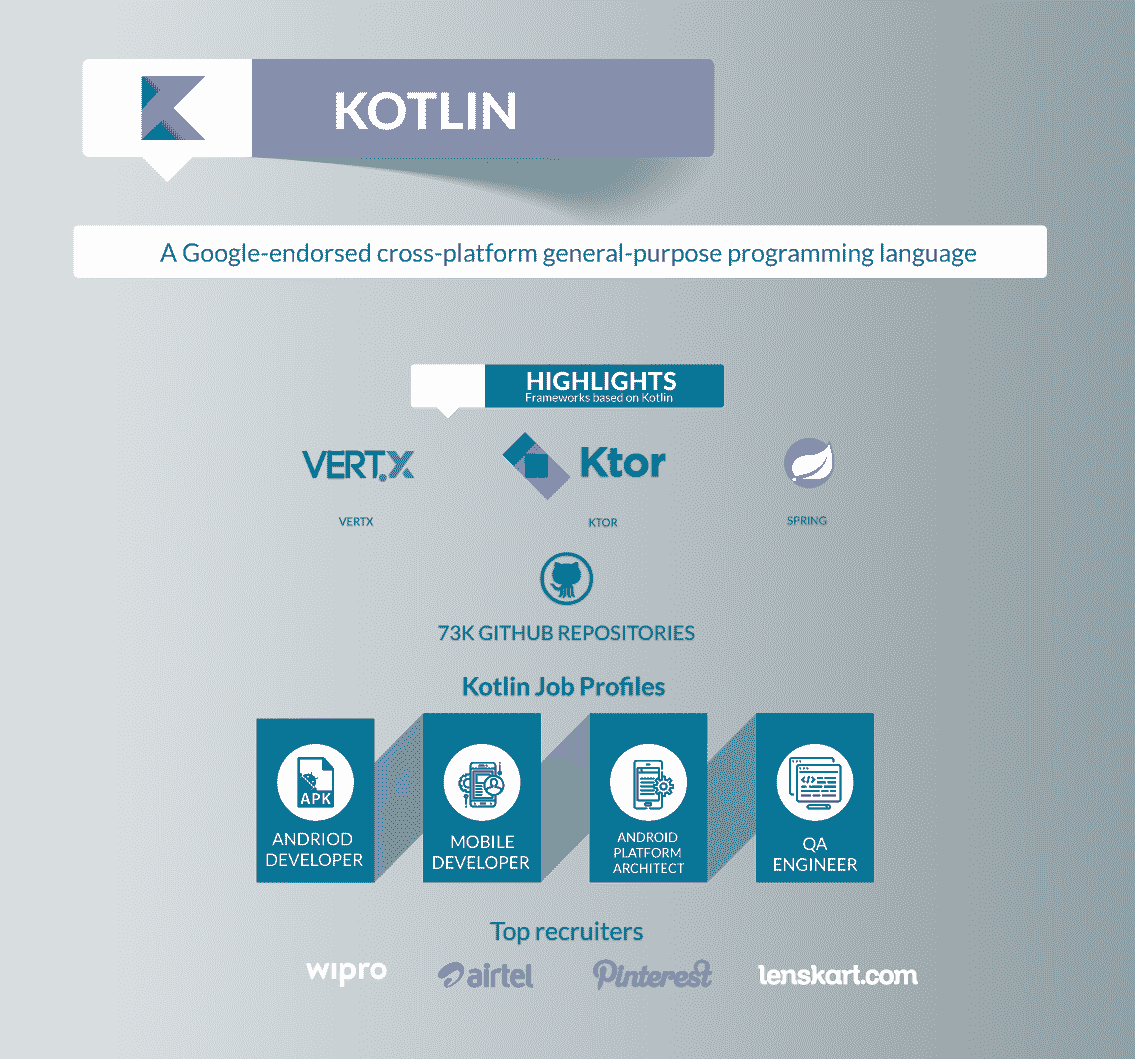 KOTLIN
A Google-endorsed cross-platform general-purpose programming language
HIGHLIGHTS
Frameworks based on Kotlin
VERT.X
Ktor
VERTX
KTOR
SPRING
73K GITHUB REPOSITORIES
Kotlin Job Profiles
APK
ANDRIOD
DEVELOPER
MOBILE
DEVELOPER
ANDROID
PLATFORM
ARCHITECT
QA
ENGINEER
Top recruiters
wipro
airtel
Pinterest
lenskart.com